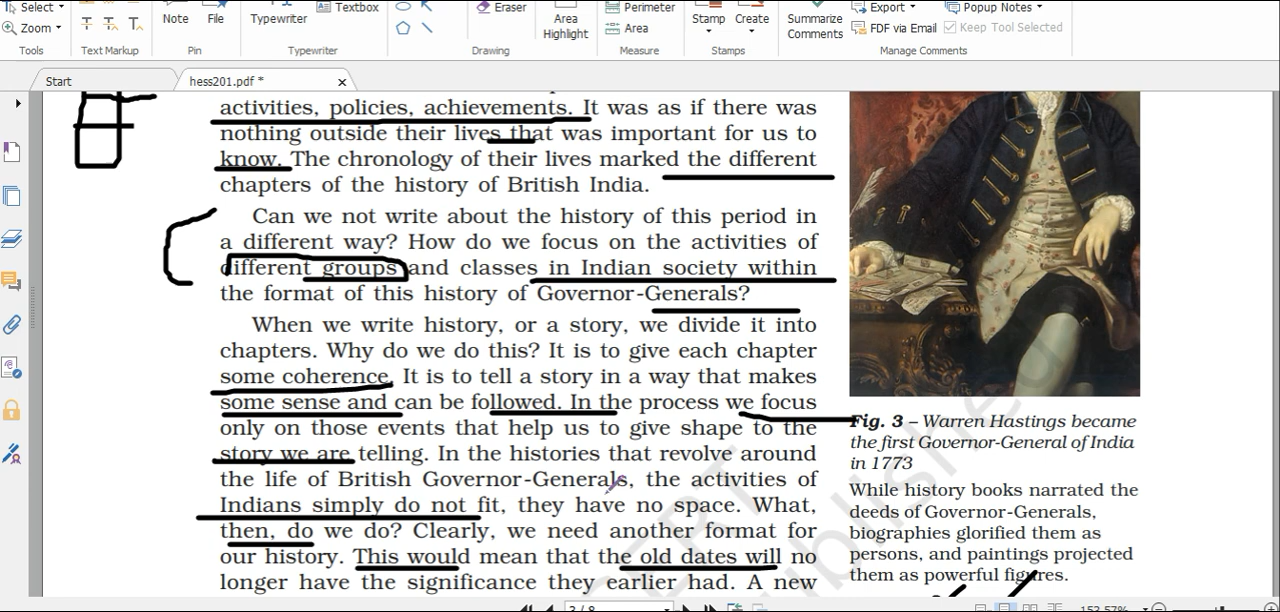 Select
Zoom
Tools
Text Markup
Note
File
Pin
Typewriter
Textbox
Typewriter
Eraser
Drawing
Area
Highlight
Perimeter
Area
Measure
Stamp
Create
Stamps
Summarize
Comments
Export
Popup Notes
FDF via Email
Keep Tool Selected
Manage Comments
Start
hess201.pdf *
activities, policies, achievements. It was as if there was
nothing outside their lives that was important for us to
know. The chronology of their lives marked the different
chapters of the history of British India.
Can we not write about the history of this period in
a different way? How do we focus on the activities of
different groups and classes in Indian society within
the format of this history of Governor-Generals?
When we write history, or a story, we divide it into
chapters. Why do we do this? It is to give each chapter
some coherence. It is to tell a story in a way that makes
some sense and can be followed. In the process we focus
only on those events that help us to give shape to the
story we are telling. In the histories that revolve around
the life of British Governor-Generals, the activities of
Indians simply do not fit, they have no space. What,
then, do we do? Clearly, we need another format for
our history. This would mean that the old dates will no
longer have the significance they earlier had. A new
Fig. 3 – Warren Hastings became
the first Governor-General of India
in 1773
While history books narrated the
deeds of Governor-Generals,
biographies glorified them as
persons, and paintings projected
them as powerful figures.
3 / 8
153.57%